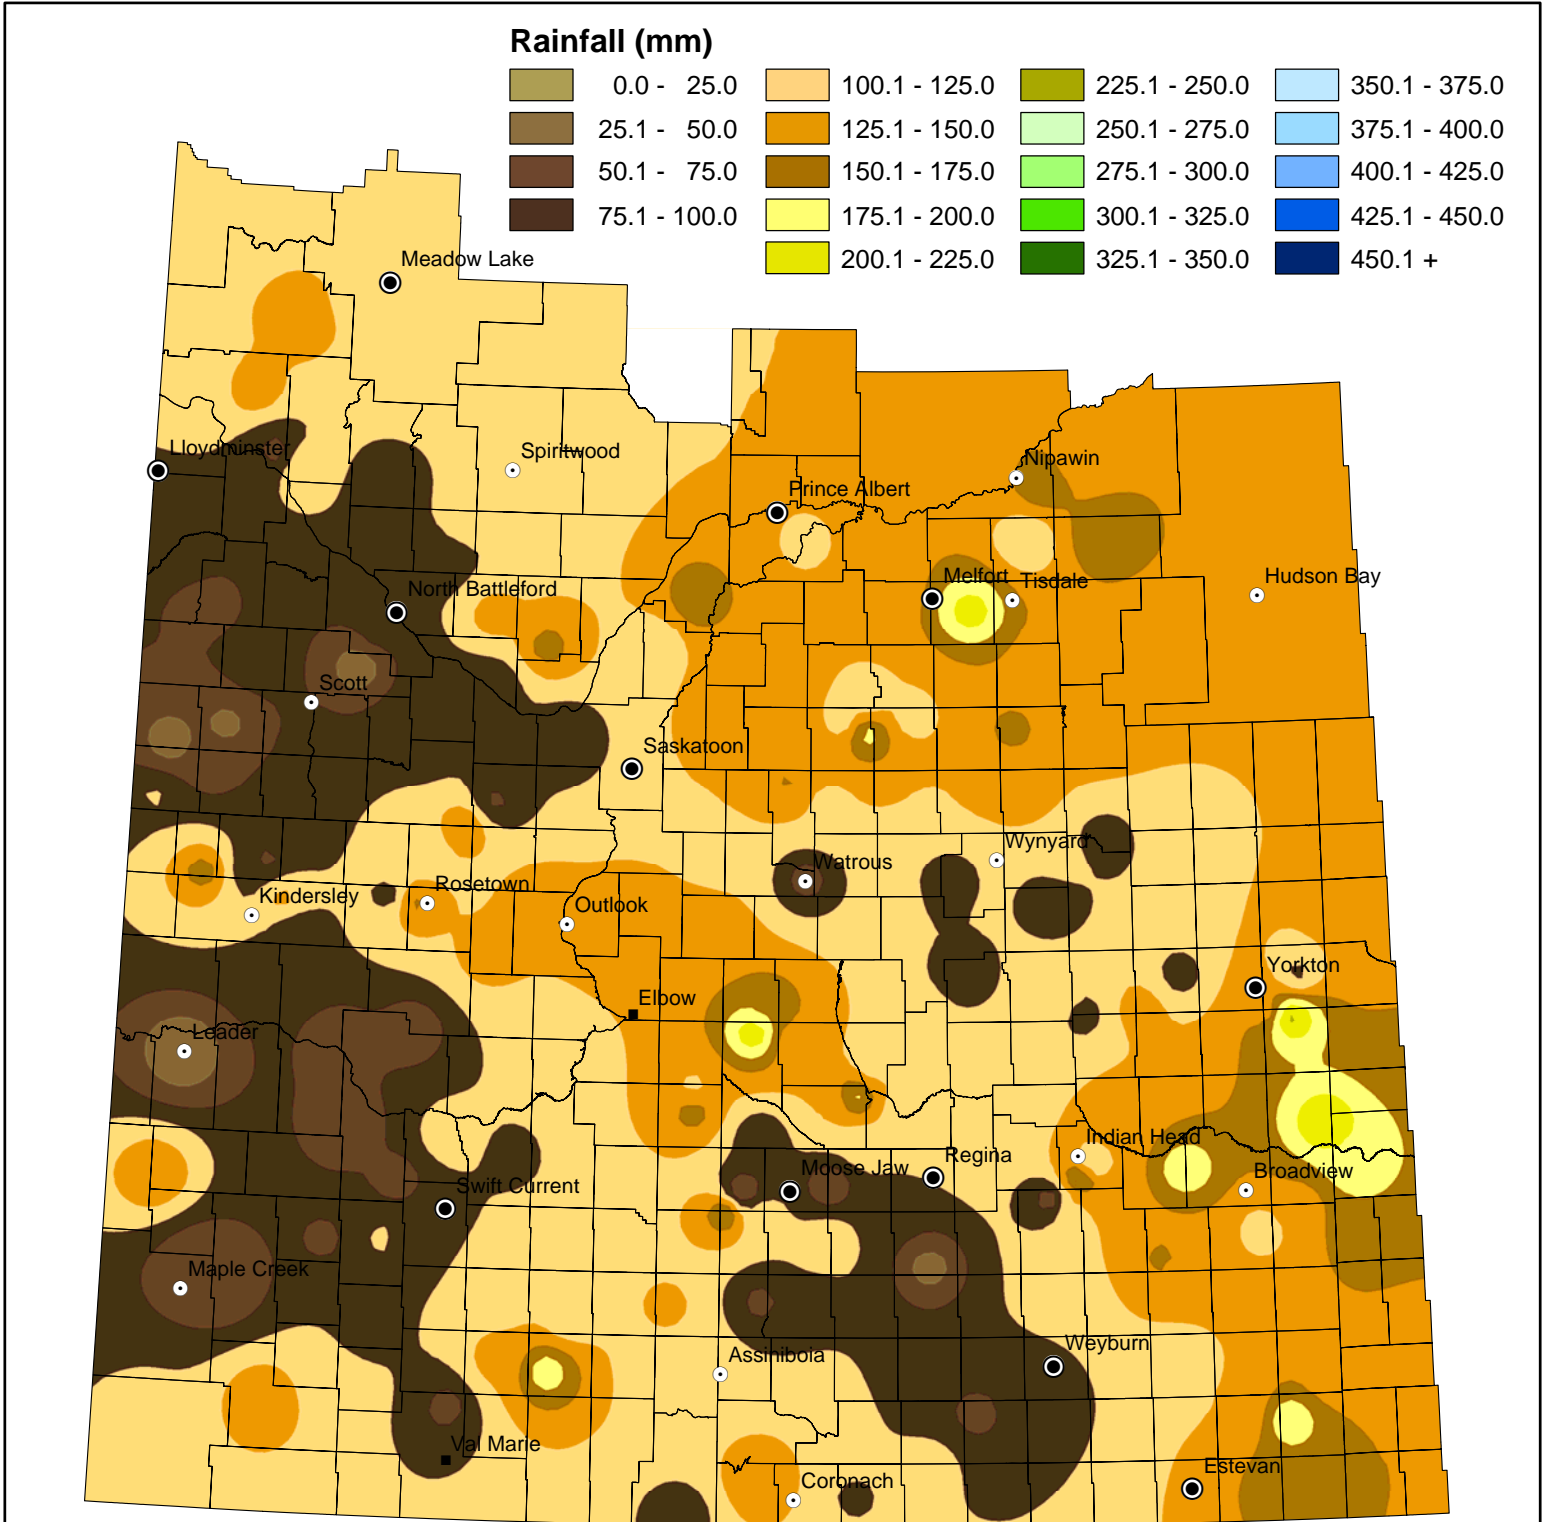 Rainfall (mm)
0.0 - 25.0
25.1 - 50.0
50.1 - 75.0
75.1 - 100.0
100.1 - 125.0
125.1 - 150.0
150.1 - 175.0
175.1 - 200.0
200.1 - 225.0
225.1 - 250.0
250.1 - 275.0
275.1 - 300.0
300.1 - 325.0
325.1 - 350.0
350.1 - 375.0
375.1 - 400.0
400.1 - 425.0
425.1 - 450.0
450.1 +
Meadow Lake
Lloydminster
Spiritwood
Nipawin
Prince Albert
North Battleford
Melfort
Tisdale
Hudson Bay
Scott
Saskatoon
Wynyard
Watrous
Kindersley
Rosetown
Outlook
Yorkton
Elbow
Leader
Indian Head
Regina
Moose Jaw
Broadview
Swift Current
Maple Creek
Weyburn
Assiniboia
Val Marie
Estevan
Coronach